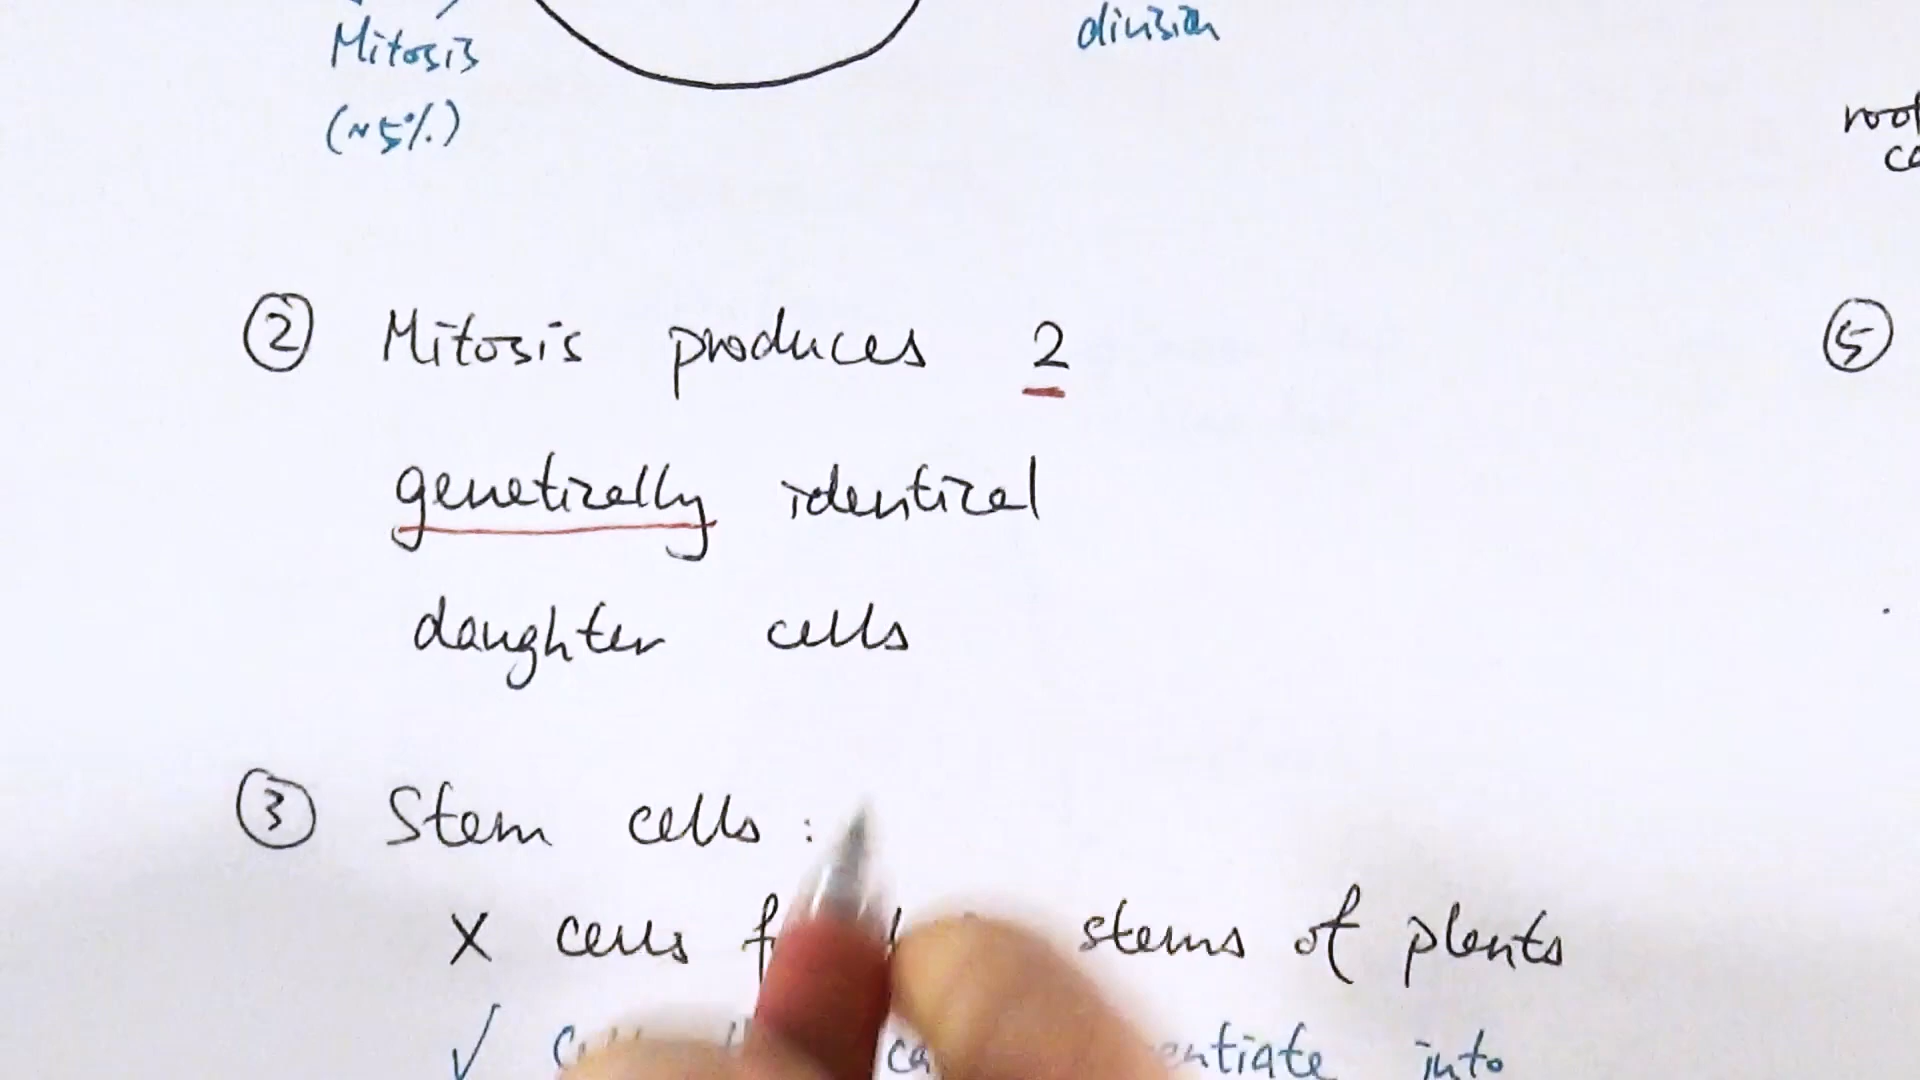 Mitosis
(~5%)
division
② Mitosis produces 2
genetically identical
daughter cells
③ Stem cells :
X cells stems of plants
✓ into
⑤